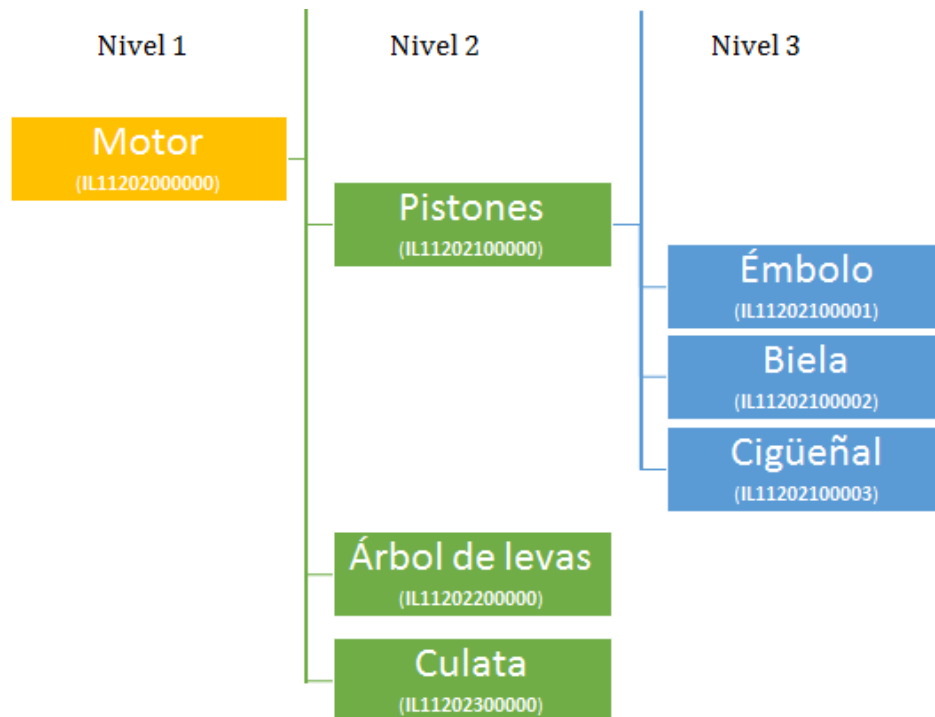 Nivel 1
Nivel 2
Nivel 3
Motor
(IL11202000000)
Pistones
(IL11202100000)
Émbolo
(IL11202100001)
Biela
(IL11202100002)
Cigüeñal
(IL11202100003)
Árbol de levas
(IL11202200000)
Culata
(IL11202300000)